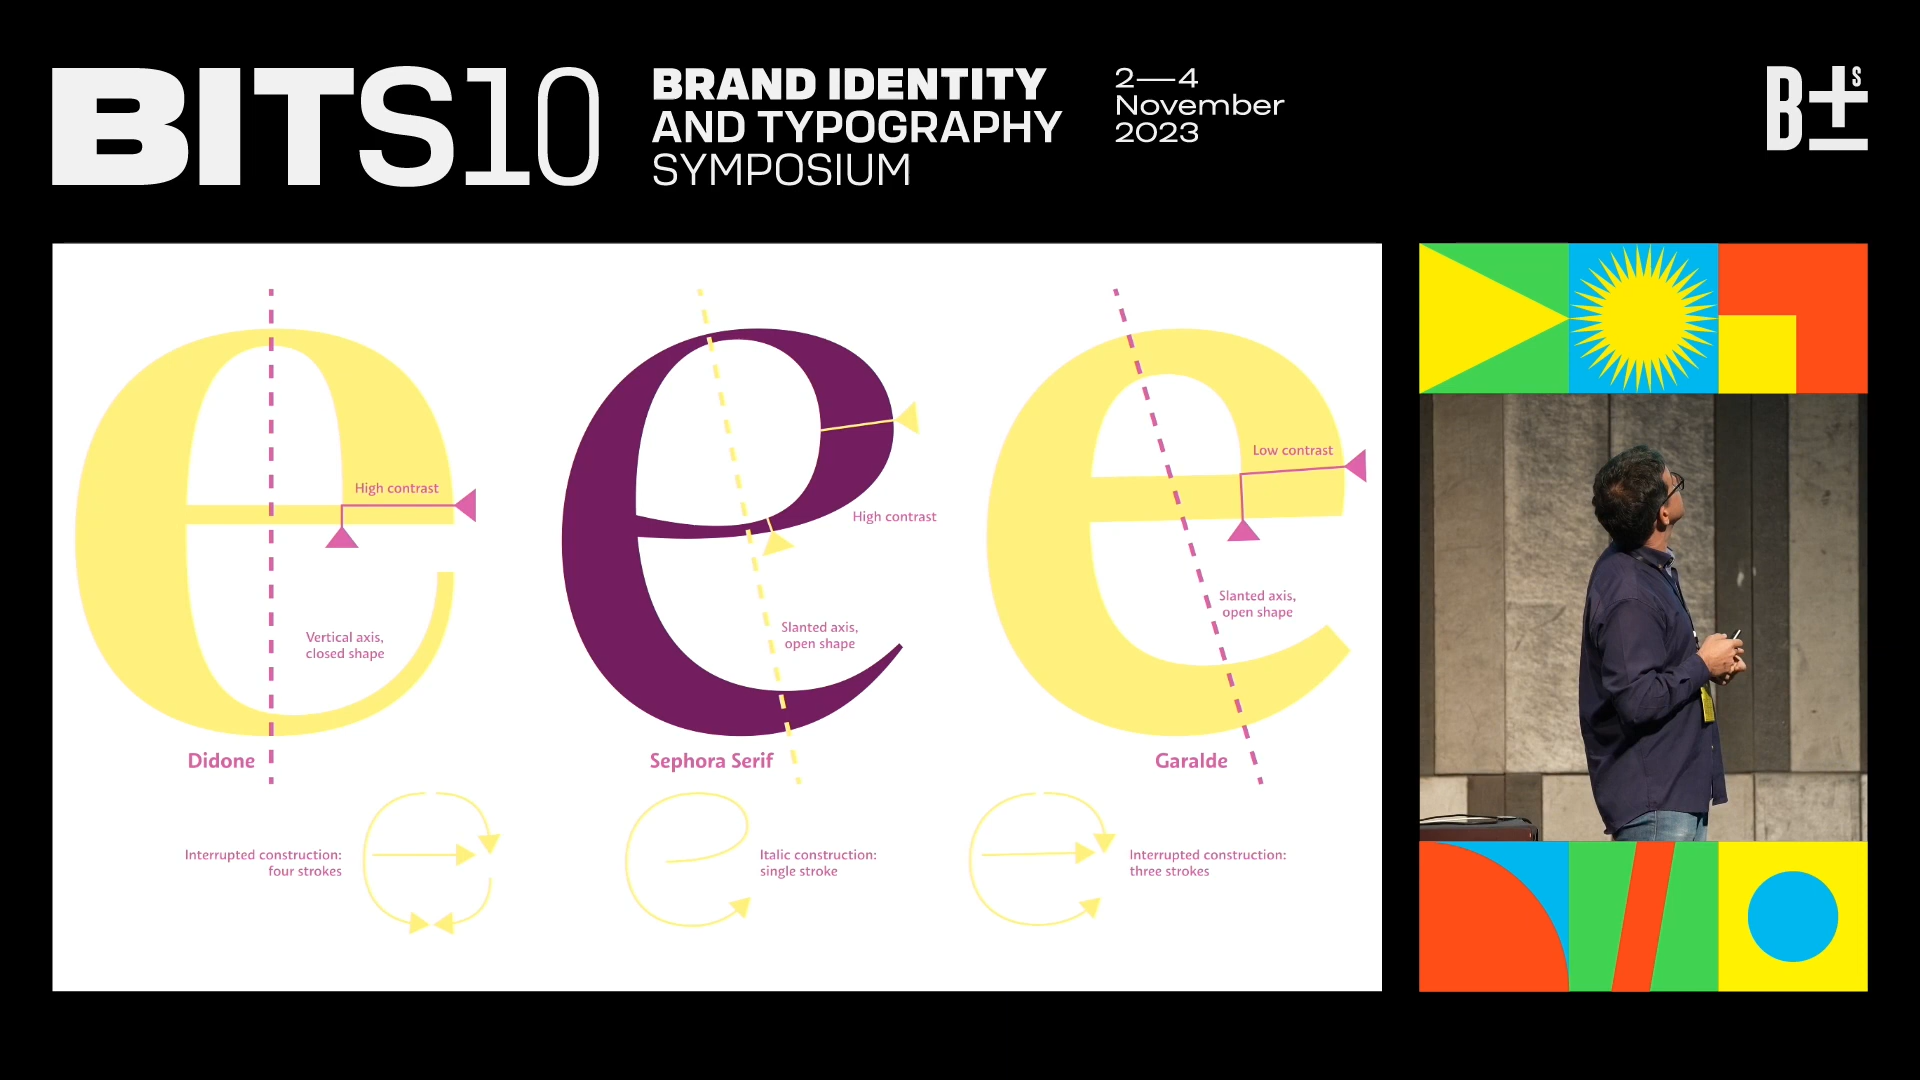 BITS10
BRAND IDENTITY
AND TYPOGRAPHY
SYMPOSIUM
2—4
November
2023
B±s
e
High contrast
Vertical axis,
closed shape
Didone
e
High contrast
Slanted axis,
open shape
Sephora Serif
e
Low contrast
Slanted axis,
open shape
Garalde
Interrupted construction:
four strokes
e
Italic construction:
single stroke
e
Interrupted construction:
three strokes
e